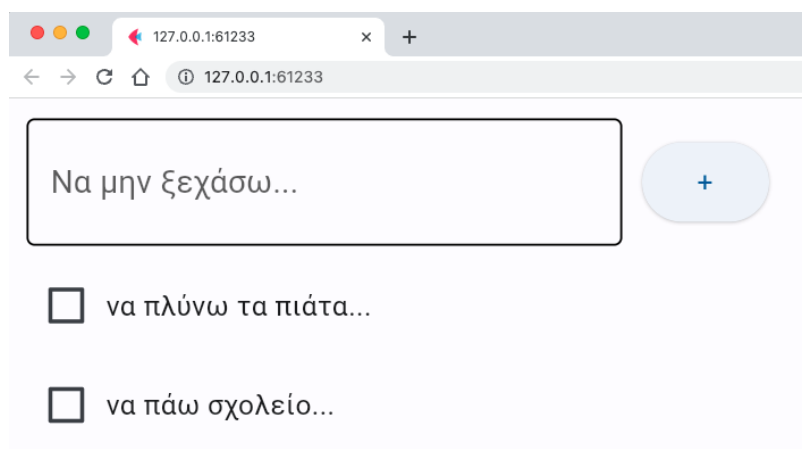 127.0.0.1:61233
127.0.0.1:61233
Να μην ξεχάσω...
+
να πλύνω τα πιάτα...
να πάω σχολείο...